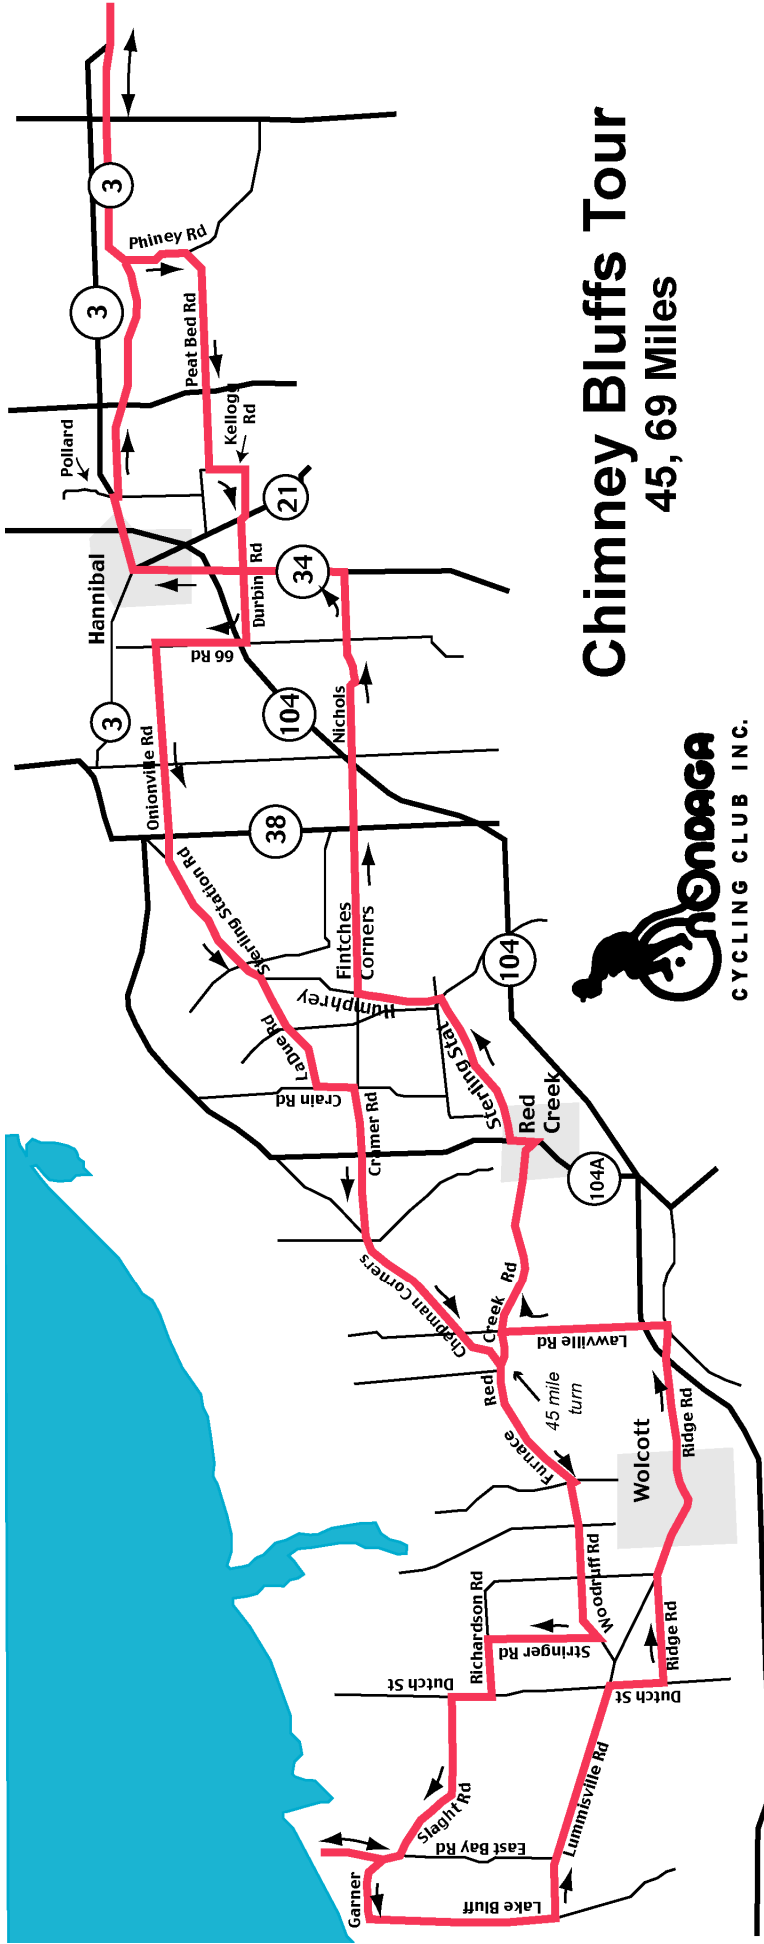 Chimney Bluffs Tour
45, 69 Miles
3
3
Phiney Rd
Peat Bed Rd
Kellogg
Rd
Pollard
21
Hannibal
Durbin Rd
34
66 Rd
3
104
Nichols
Onionville Rd
38
Sterling Station Rd
Fintches
Corners
Humphrey
104
LaDue Rd
Crain Rd
Cramer Rd
Sterling Stat
Red
Creek
104A
Chapman Corners
Red Creek Rd
Lawville Rd
45 mile
turn
Furnace
Wolcott
Ridge Rd
Woodruff Rd
Richardson Rd
Stringer Rd
Dutch St
Dutch St
Ridge Rd
Slaght Rd
East Bay Rd
Lummisville Rd
Garner
Lake Bluff
ONONDAGA
CYCLING CLUB INC.